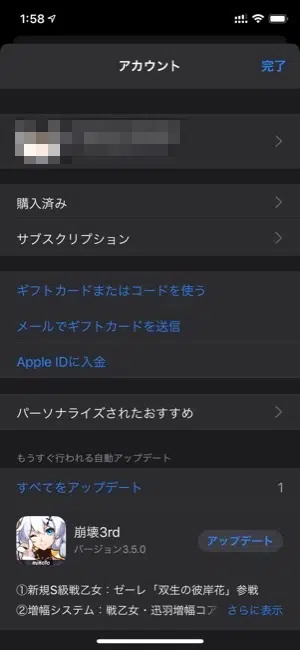 1:58
アカウント
完了
購入済み
サブスクリプション
ギフトカードまたはコードを使う
メールでギフトカードを送信
Apple IDに入金
パーソナライズされたおすすめ
もうすぐ行われる自動アップデート
すべてをアップデート 1
崩壊3rd
バージョン3.5.0
アップデート
①新規S級戦乙女：ゼーレ「双生の彼岸花」参戦
②増幅システム：戦乙女・迅羽増幅コア さらに表示